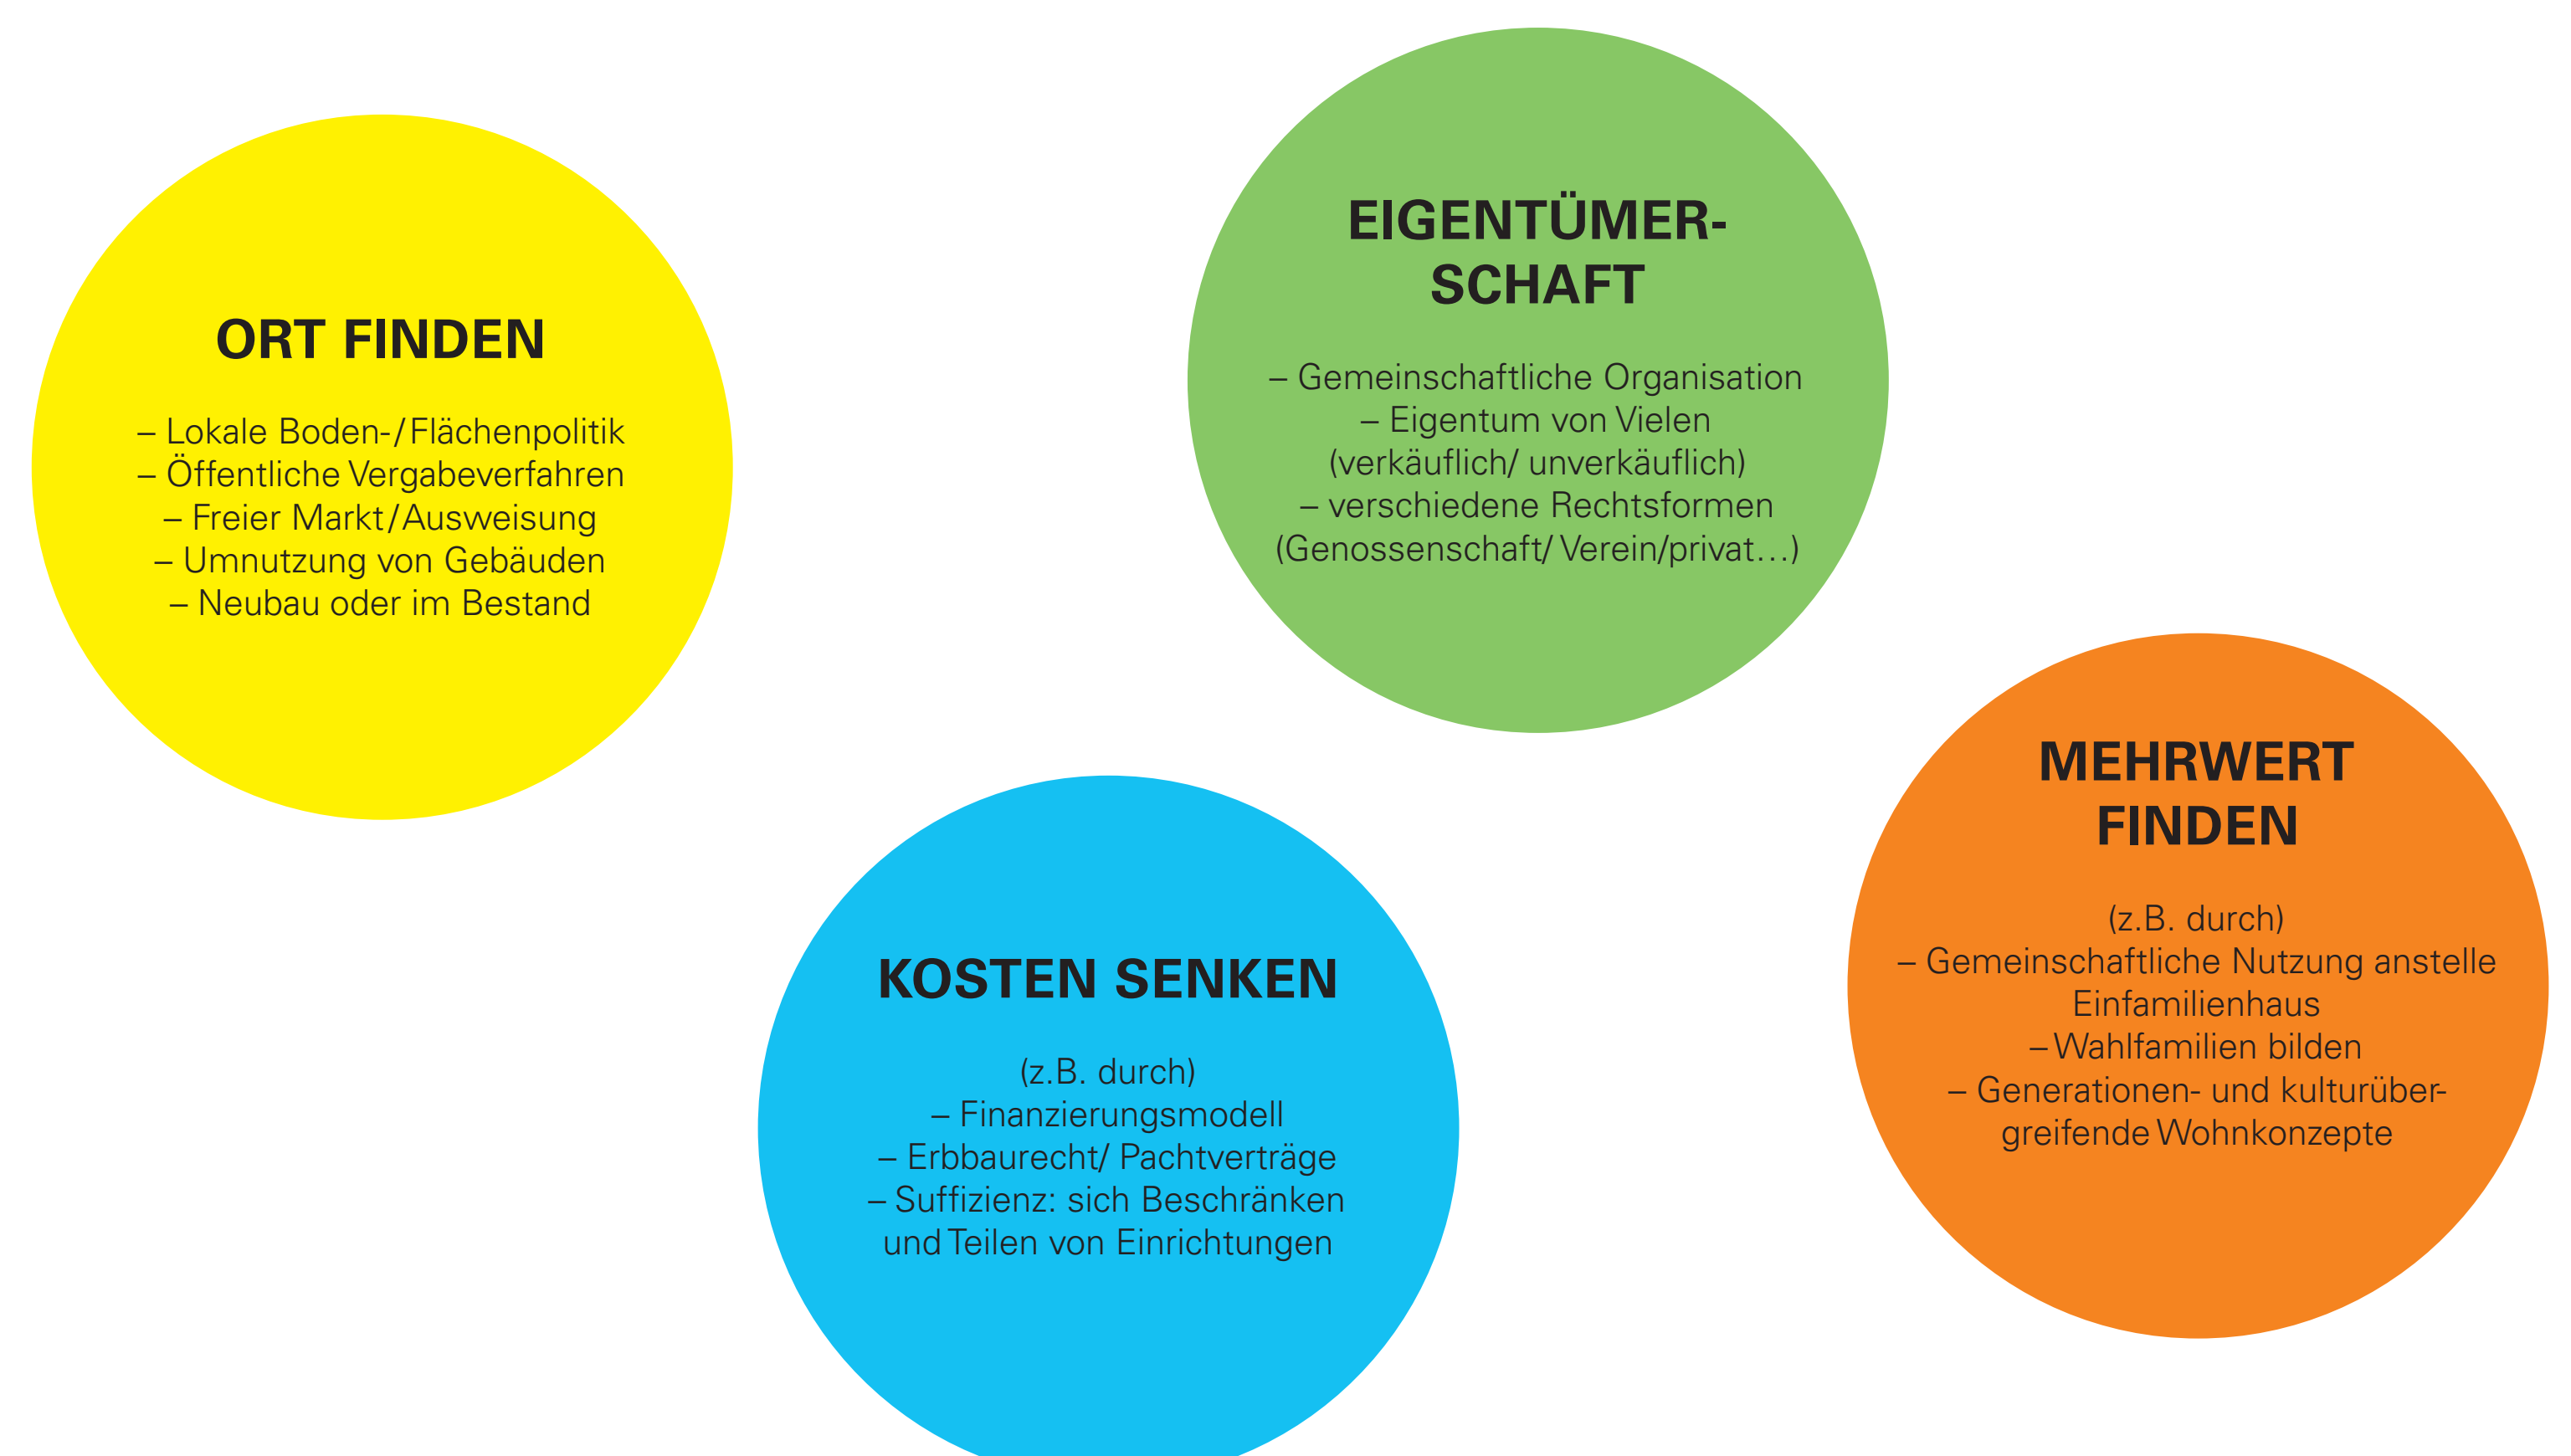 ORT FINDEN
– Lokale Boden-/Flächenpolitik
– Öffentliche Vergabeverfahren
– Freier Markt/Ausweisung
– Umnutzung von Gebäuden
– Neubau oder im Bestand
EIGENTÜMER-
SCHAFT
– Gemeinschaftliche Organisation
– Eigentum von Vielen
(verkäuflich/ unverkäuflich)
– verschiedene Rechtsformen
(Genossenschaft/ Verein/privat…)
KOSTEN SENKEN
(z.B. durch)
– Finanzierungsmodell
– Erbbaurecht/ Pachtverträge
– Suffizienz: sich Beschränken
und Teilen von Einrichtungen
MEHRWERT
FINDEN
(z.B. durch)
– Gemeinschaftliche Nutzung anstelle
Einfamilienhaus
– Wahlfamilien bilden
– Generationen- und kulturüber-
greifende Wohnkonzepte